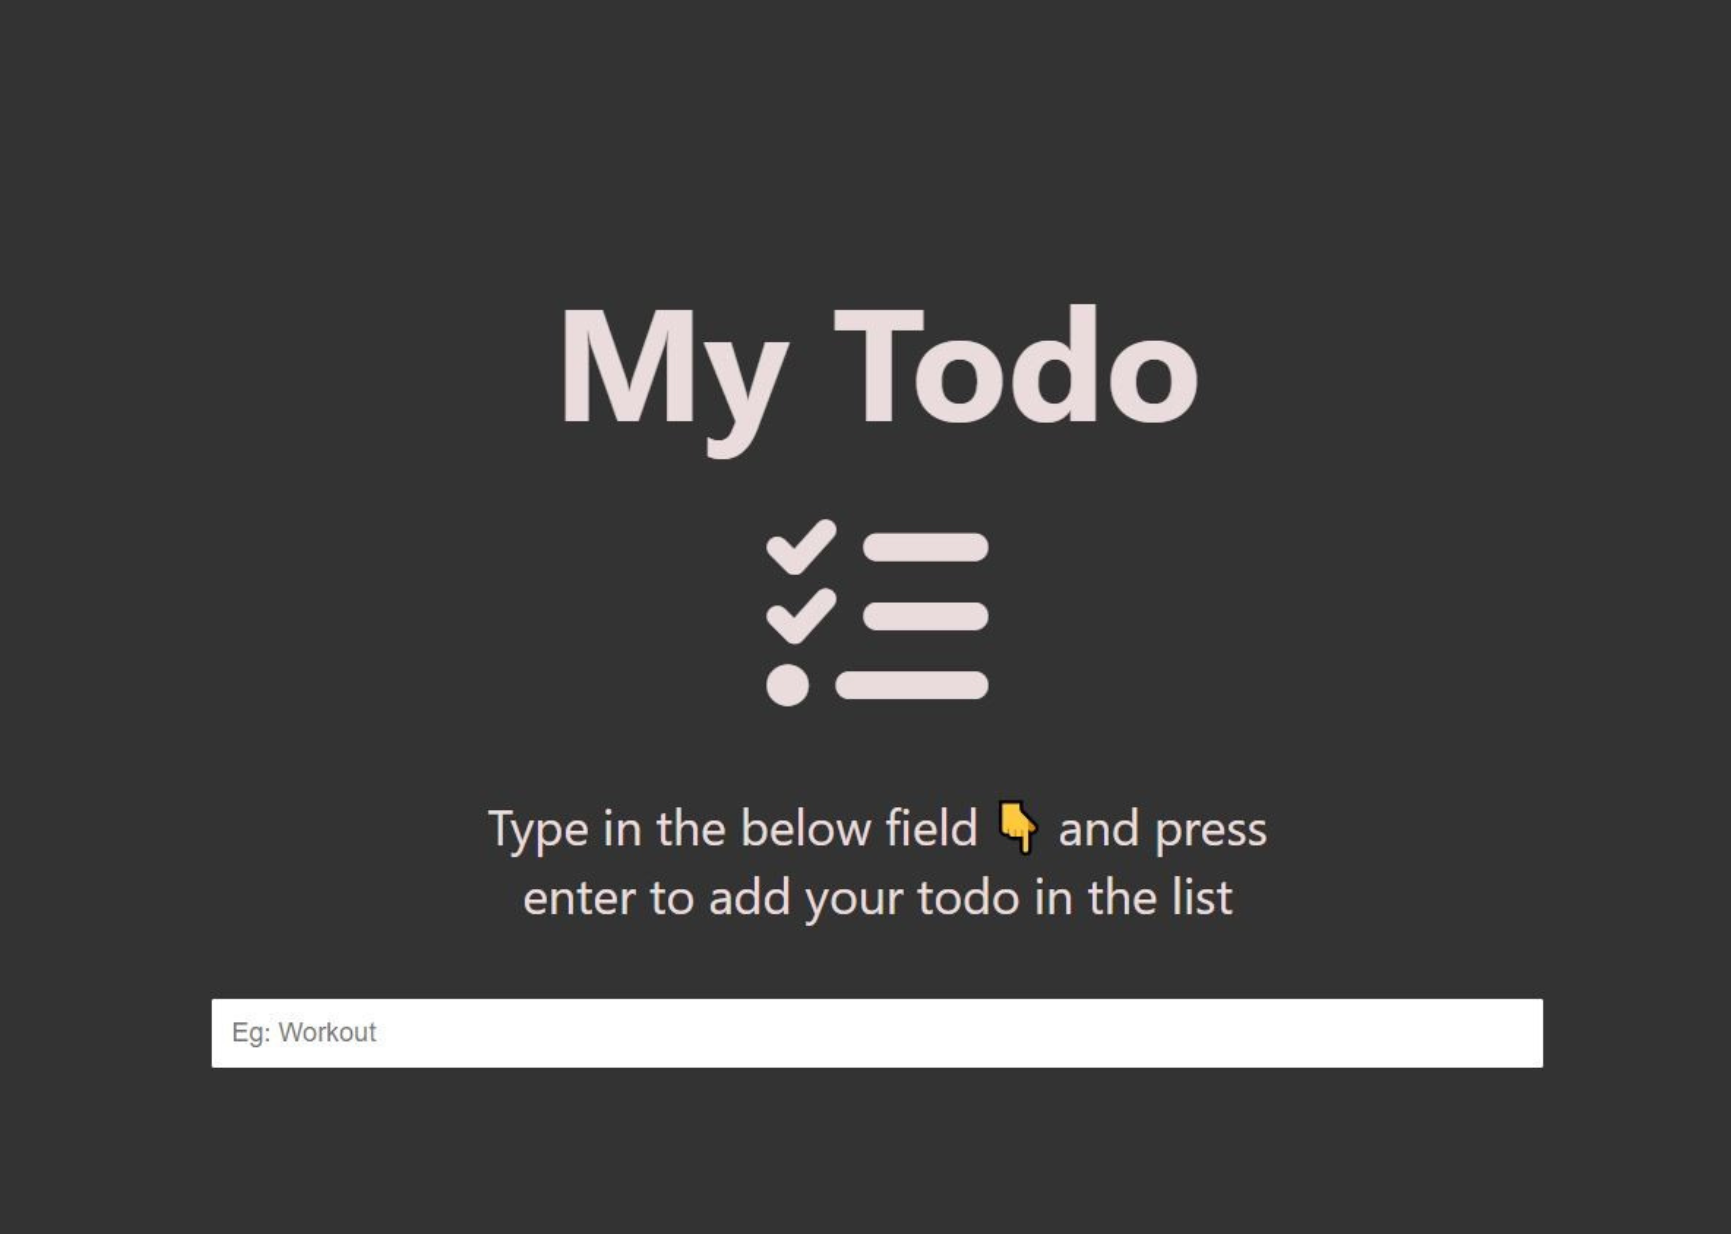 My Todo
Type in the below field 👇 and press
enter to add your todo in the list
Eg: Workout